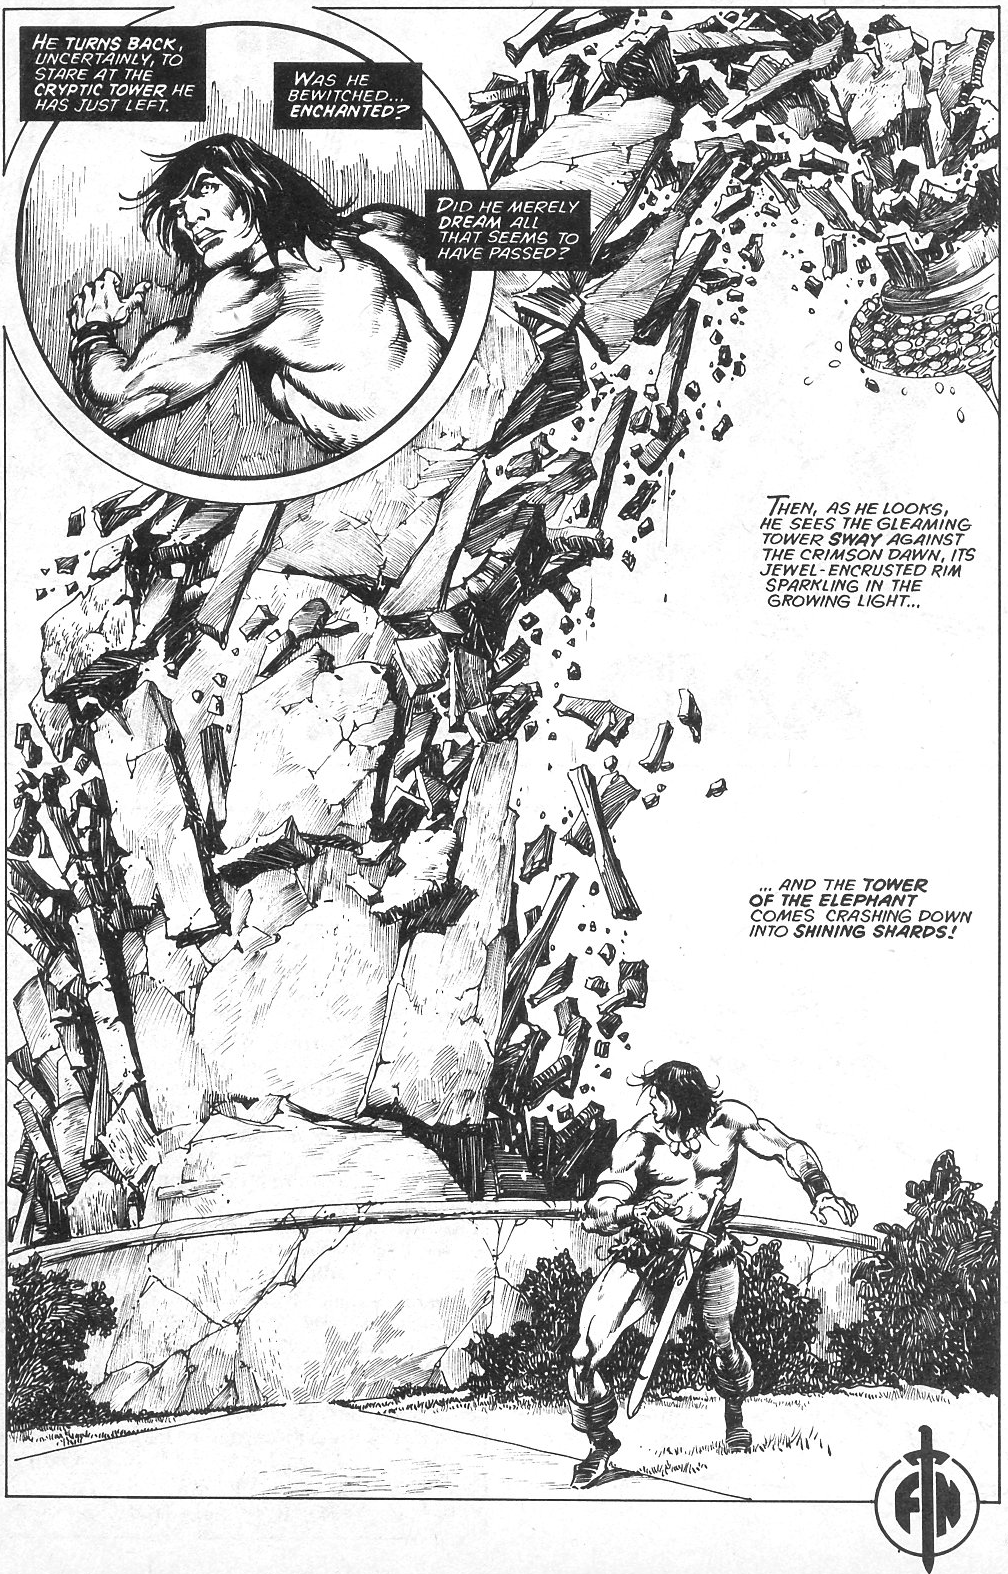 HE TURNS BACK,
UNCERTAINLY, TO
STARE AT THE
CRYPTIC TOWER HE
HAS JUST LEFT.
WAS HE
BEWITCHED...
ENCHANTED?
DID HE MERELY
DREAM ALL
THAT SEEMS TO
HAVE PASSED?
THEN, AS HE LOOKS,
HE SEES THE GLEAMING
TOWER SWAY AGAINST
THE CRIMSON DAWN, ITS
JEWEL-ENCRUSTED RIM
SPARKLING IN THE
GROWING LIGHT...
... AND THE TOWER
OF THE ELEPHANT
COMES CRASHING DOWN
INTO SHINING SHARDS!
FIN